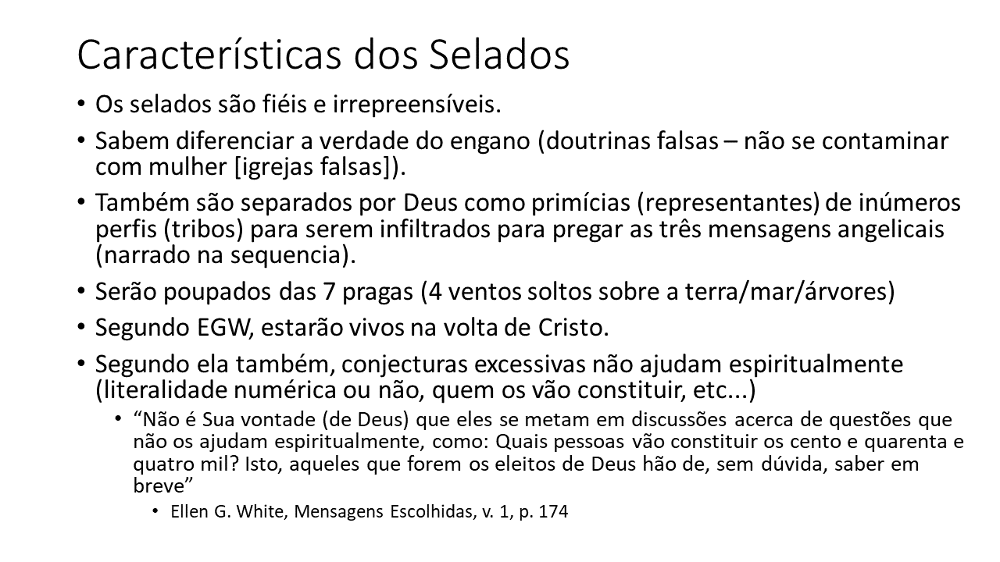 Características dos Selados
• Os selados são fiéis e irrepreensíveis.
• Sabem diferenciar a verdade do engano (doutrinas falsas – não se contaminar
com mulher [igrejas falsas]).
• Também são separados por Deus como primícias (representantes) de inúmeros
perfis (tribos) para serem infiltrados para pregar as três mensagens angelicais
(narrado na sequencia).
• Serão poupados das 7 pragas (4 ventos soltos sobre a terra/mar/árvores)
• Segundo EGW, estarão vivos na volta de Cristo.
• Segundo ela também, conjecturas excessivas não ajudam espiritualmente
(literalidade numérica ou não, quem os vão constituir, etc...)
• “Não é Sua vontade (de Deus) que eles se metam em discussões acerca de questões que
não os ajudam espiritualmente, como: Quais pessoas vão constituir os cento e quarenta e
quatro mil? Isto, aqueles que forem os eleitos de Deus hão de, sem dúvida, saber em
breve”
• Ellen G. White, Mensagens Escolhidas, v. 1, p. 174